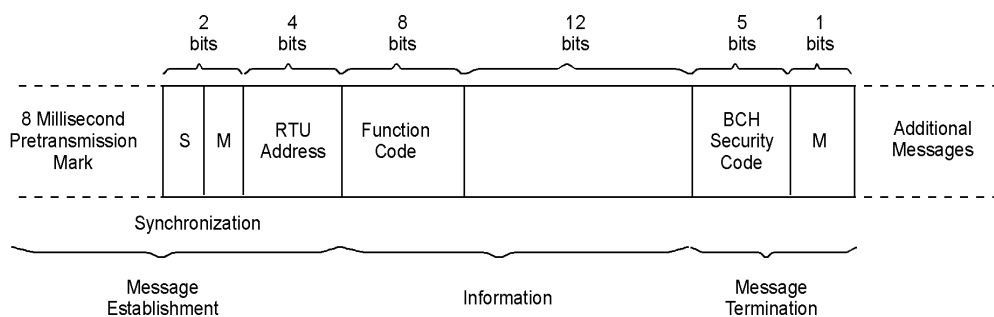 2
bits
4
bits
8
bits
12
bits
5
bits
1
bits
8 Millisecond
Pretransmission
Mark
S
M
RTU
Address
Function
Code
BCH
Security
Code
M
Additional
Messages
Synchronization
Message
Establishment
Information
Message
Termination